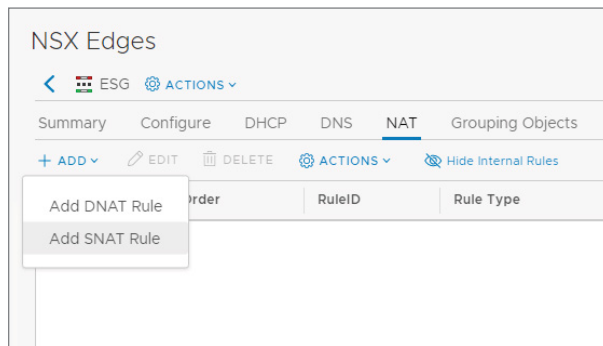 NSX Edges
ESG ACTIONS
Summary Configure DHCP DNS NAT Grouping Objects
+ ADD EDIT DELETE ACTIONS Hide Internal Rules
Order RuleID Rule Type
Add DNAT Rule
Add SNAT Rule